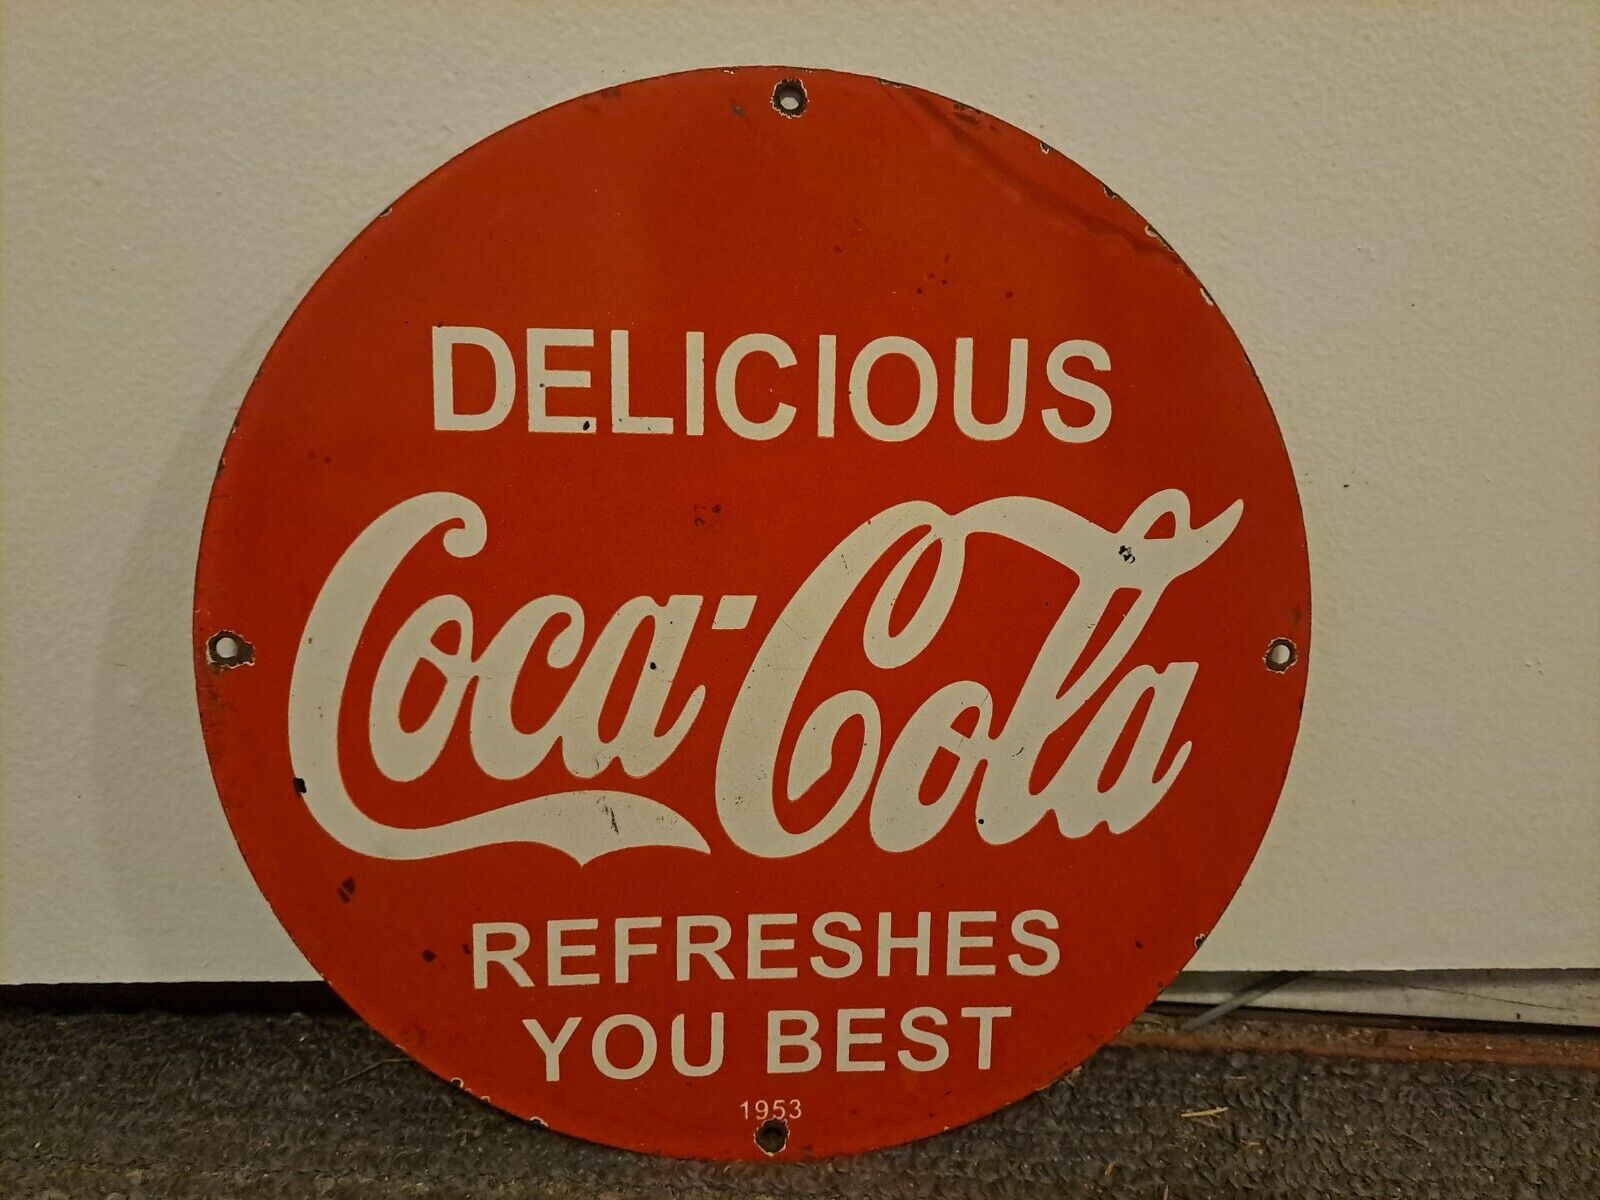 DELICIOUS
Coca-Cola
REFRESHES
YOU BEST
1953